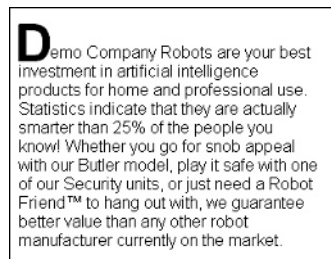 Demo Company Robots are your best
investment in artificial intelligence
products for home and professional use.
Statistics indicate that they are actually
smarter than 25% of the people you
know! Whether you go for snob appeal
with our Butler model, play it safe with one
of our Security units, or just need a Robot
Friend™ to hang out with, we guarantee
better value than any other robot
manufacturer currently on the market.